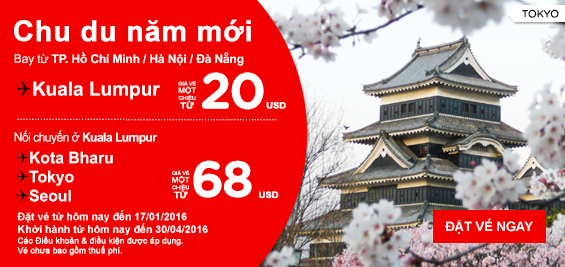 TOKYO
Chu du năm mới
Bay từ TP. Hồ Chí Minh / Hà Nội / Đà Nẵng
Kuala Lumpur
GIÁ VÉ
MỘT
CHIỀU
TỪ
20 USD
Nối chuyến ở Kuala Lumpur
Kota Bharu
Tokyo
Seoul
GIÁ VÉ
MỘT
CHIỀU
TỪ
68 USD
Đặt vé từ hôm nay đến 17/01/2016
Khởi hành từ hôm nay đến 30/04/2016
Các Điều khoản & điều kiện được áp dụng.
Vé chưa bao gồm thuế phí.
ĐẶT VÉ NGAY